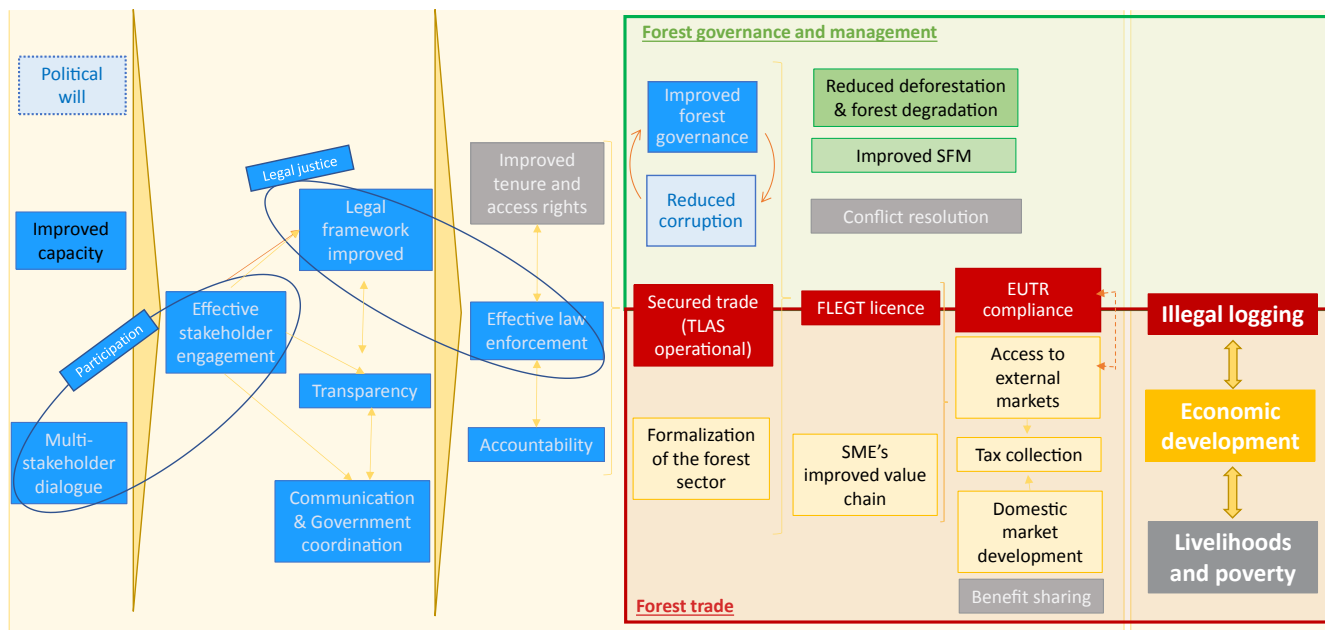 Political
will
Improved
capacity
Multi-
stakeholder
dialogue
Participation
Effective
stakeholder
engagement
Legal justice
Legal
framework
improved
Transparency
Communication
& Government
coordination
Improved
tenure and
access rights
Effective law
enforcement
Accountability
Forest governance and management
Improved
forest
governance
Reduced
corruption
Reduced deforestation
& forest degradation
Improved SFM
Conflict resolution
Secured trade
(TLAS
operational)
FLEGT licence
EUTR
compliance
Access to
external
markets
Formalization
of the forest
sector
SME's
improved value
chain
Tax collection
Domestic
market
development
Benefit sharing
Forest trade
Illegal logging
Economic
development
Livelihoods
and poverty